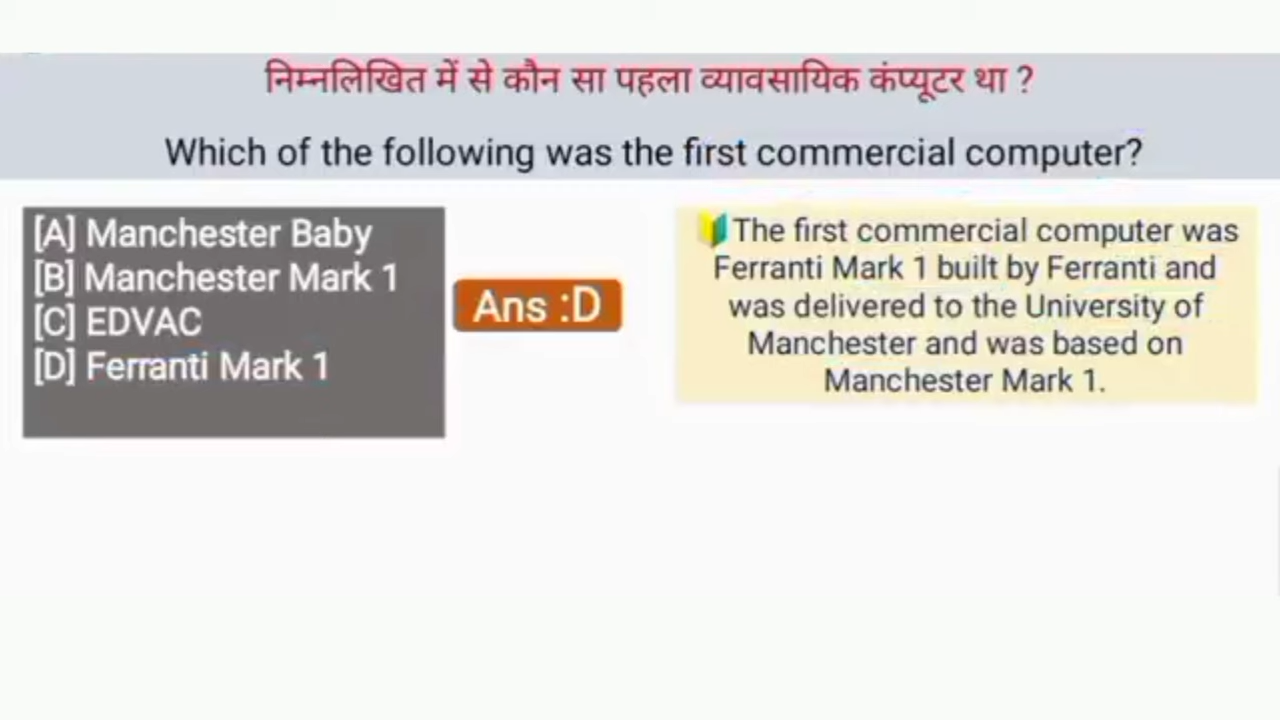 निम्नलिखित में से कौन सा पहला व्यावसायिक कंप्यूटर था ?
Which of the following was the first commercial computer?
[A] Manchester Baby
[B] Manchester Mark 1
[C] EDVAC
[D] Ferranti Mark 1
Ans :D
The first commercial computer was
Ferranti Mark 1 built by Ferranti and
was delivered to the University of
Manchester and was based on
Manchester Mark 1.